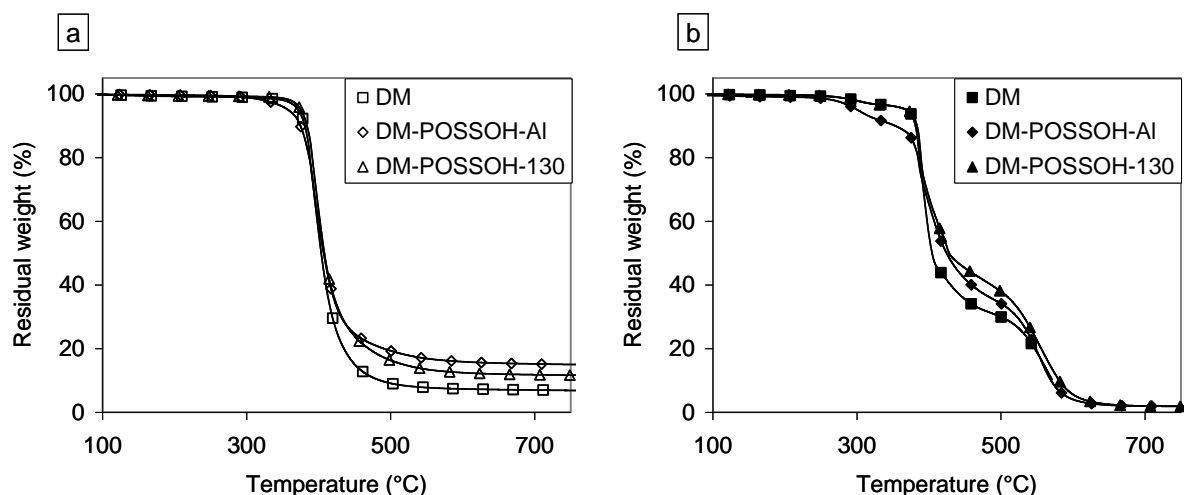 a
DM
DM-POSSOH-Al
DM-POSSOH-130
100
80
60
40
20
0
Residual weight (%)
100 300 500 700
Temperature (°C)
b
DM
DM-POSSOH-Al
DM-POSSOH-130
100
80
60
40
20
0
Residual weight (%)
100 300 500 700
Temperature (°C)